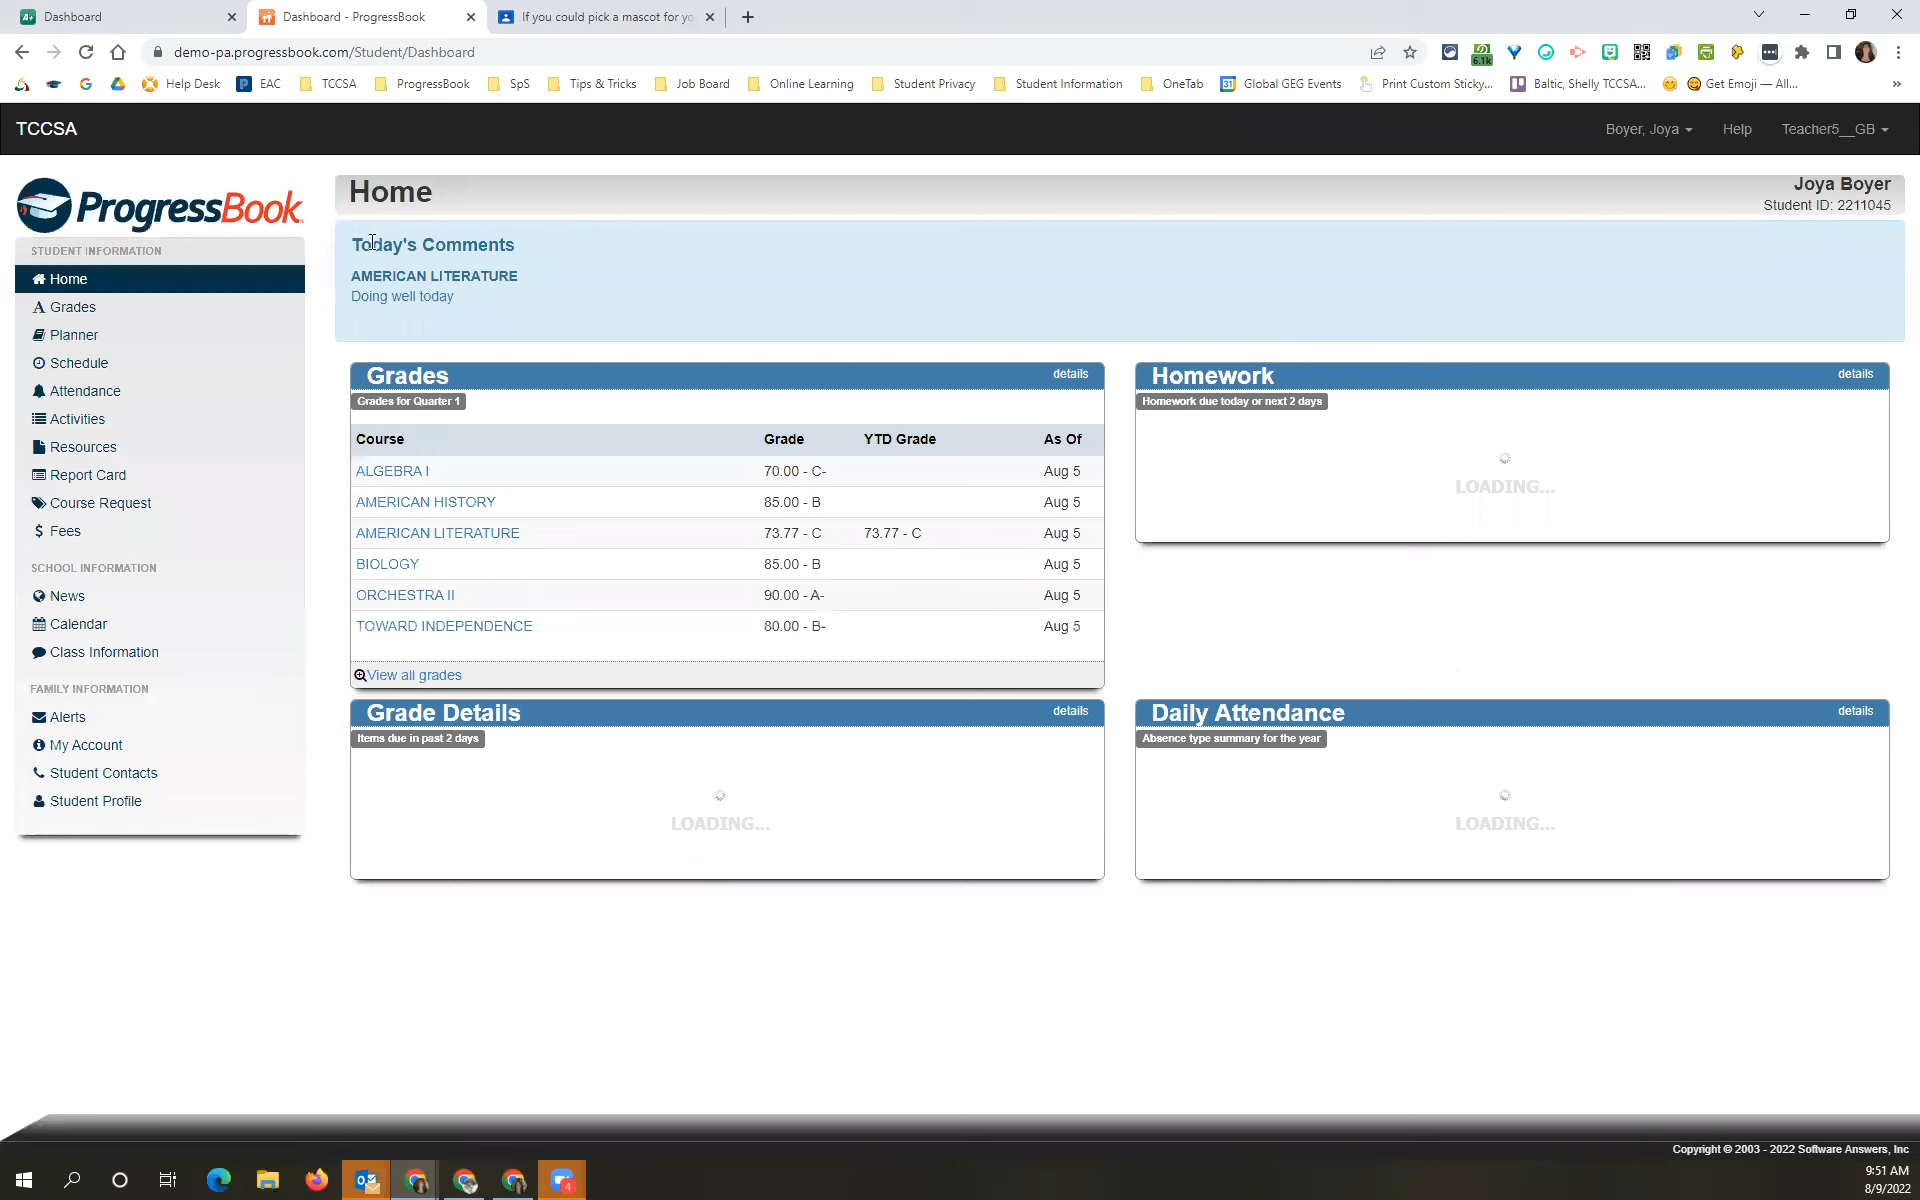 Dashboard
Dashboard - ProgressBook
If you could pick a mascot for yo
demo-pa.progressbook.com/Student/Dashboard
6.1k
Help Desk
EAC
TCCSA
ProgressBook
SpS
Tips & Tricks
Job Board
Online Learning
Student Privacy
Student Information
OneTab
31
Global GEG Events
Print Custom Sticky...
Baltic, Shelly TCCSA...
Get Emoji — All...
TCCSA
Boyer, Joya
Help
Teacher5__GB
ProgressBook
STUDENT INFORMATION
Home
Grades
Planner
Schedule
Attendance
Activities
Resources
Report Card
Course Request
Fees
SCHOOL INFORMATION
News
Calendar
Class Information
FAMILY INFORMATION
Alerts
My Account
Student Contacts
Student Profile
Home
Joya Boyer
Student ID: 2211045
Today's Comments
AMERICAN LITERATURE
Doing well today
Grades details
Grades for Quarter 1
Course Grade YTD Grade As Of
ALGEBRA I 70.00 - C- Aug 5
AMERICAN HISTORY 85.00 - B Aug 5
AMERICAN LITERATURE 73.77 - C 73.77 - C Aug 5
BIOLOGY 85.00 - B Aug 5
ORCHESTRA II 90.00 - A- Aug 5
TOWARD INDEPENDENCE 80.00 - B- Aug 5
View all grades
Homework details
Homework due today or next 2 days
LOADING...
Grade Details details
Items due in past 2 days
LOADING...
Daily Attendance details
Absence type summary for the year
LOADING...
Copyright © 2003 - 2022 Software Answers, Inc
9:51 AM
8/9/2022